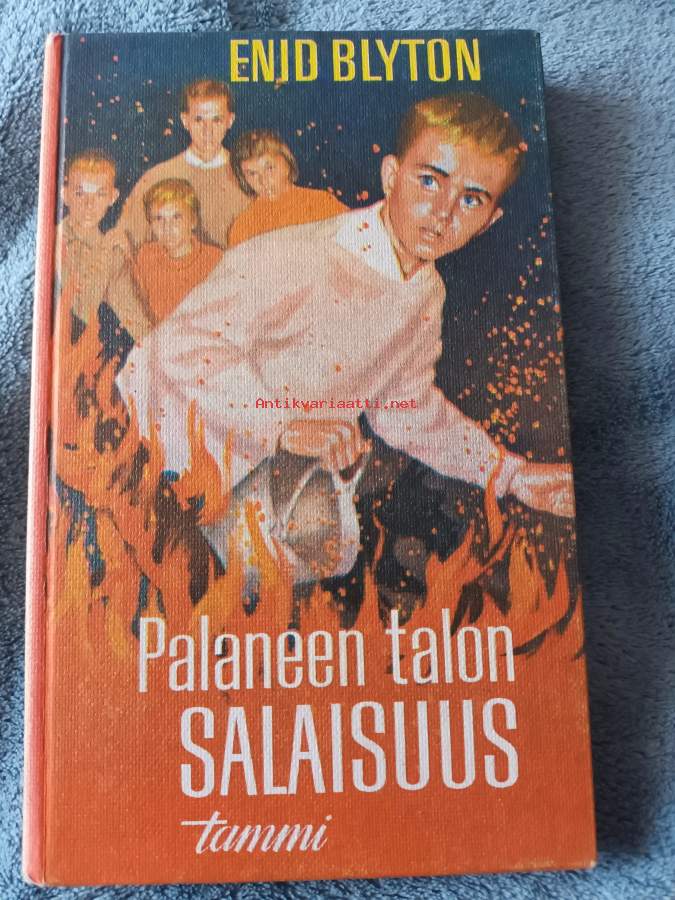 ENID BLYTON
Antikvariaatti.net
Palaneen talon
SALAISUUS
tammi